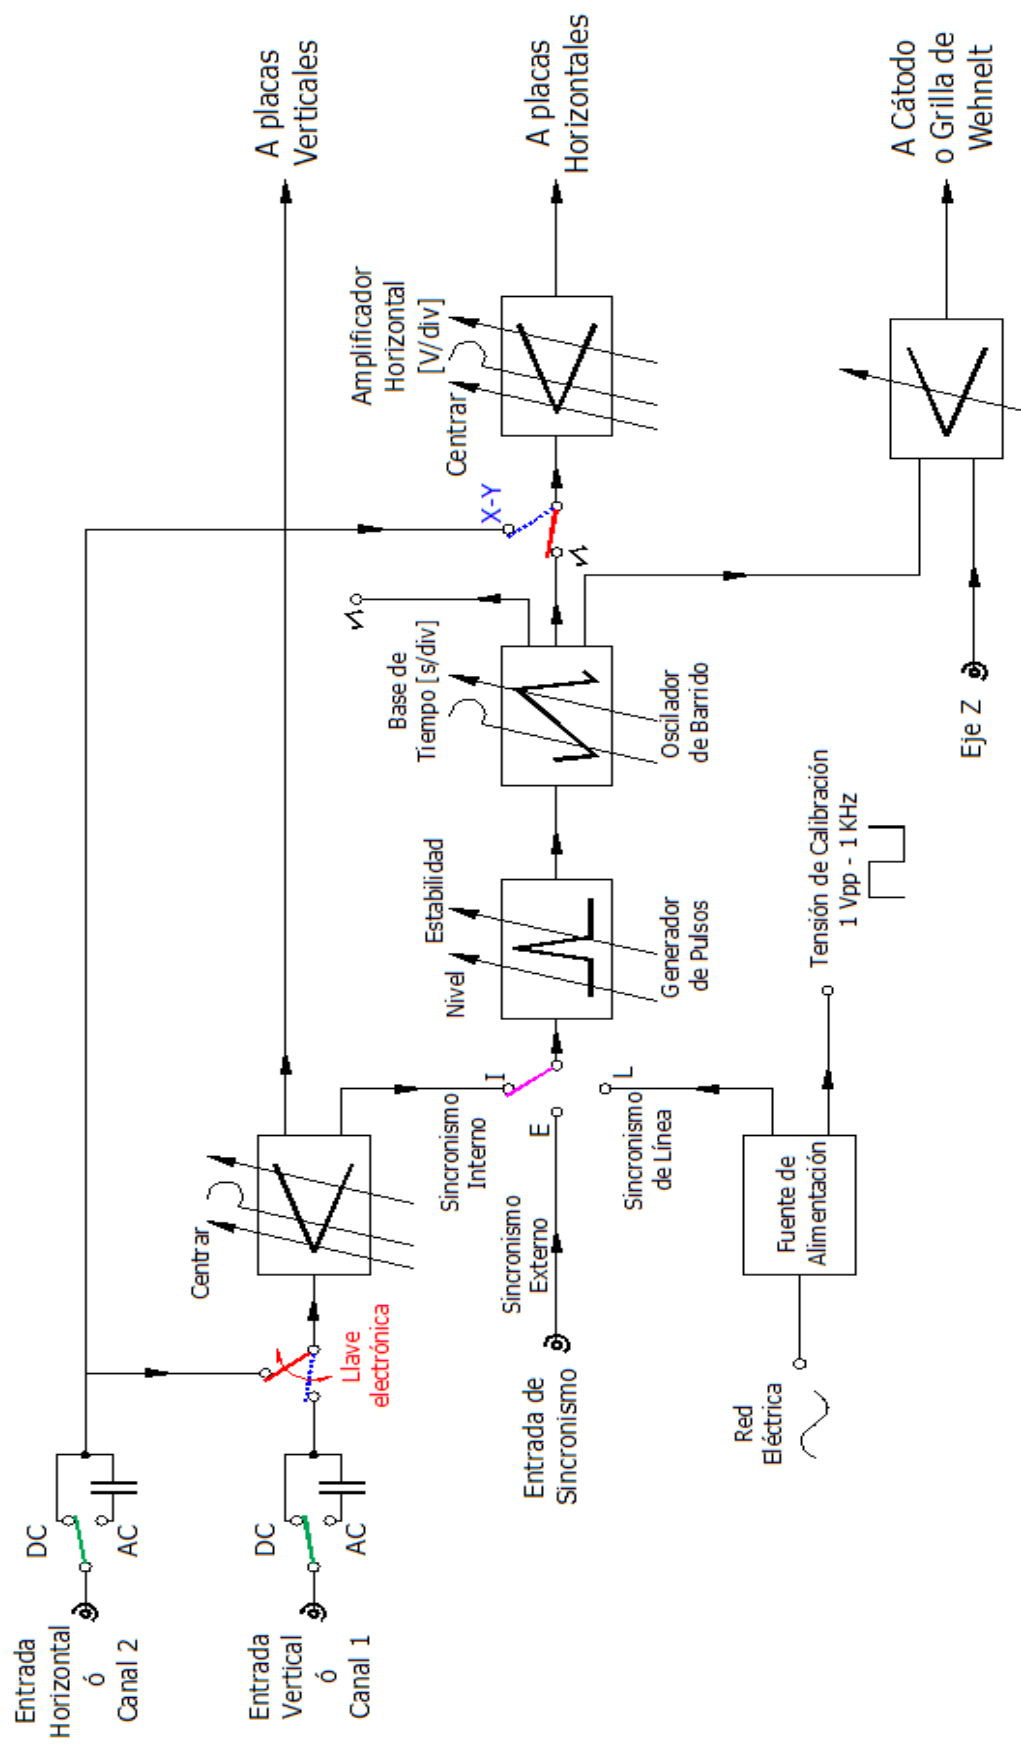 Entrada
Horizontal
ó
Canal 2
DC
AC
Entrada
Vertical
ó
Canal 1
DC
AC
Llave
electrónica
Centrar
A placas
Verticales
Entrada de
Sincronismo
Sincronismo
Externo
E
Sincronismo
Interno
I
Sincronismo
de Línea
L
Nivel
Estabilidad
Generador
de Pulsos
Base de
Tiempo [s/div]
Oscilador
de Barrido
X-Y
Centrar
Amplificador
Horizontal
[V/div]
A placas
Horizontales
Red
Eléctrica
Fuente de
Alimentación
Tensión de Calibración
1 Vpp - 1 KHz
Eje Z
A Cátodo
o Grilla de
Wehnelt